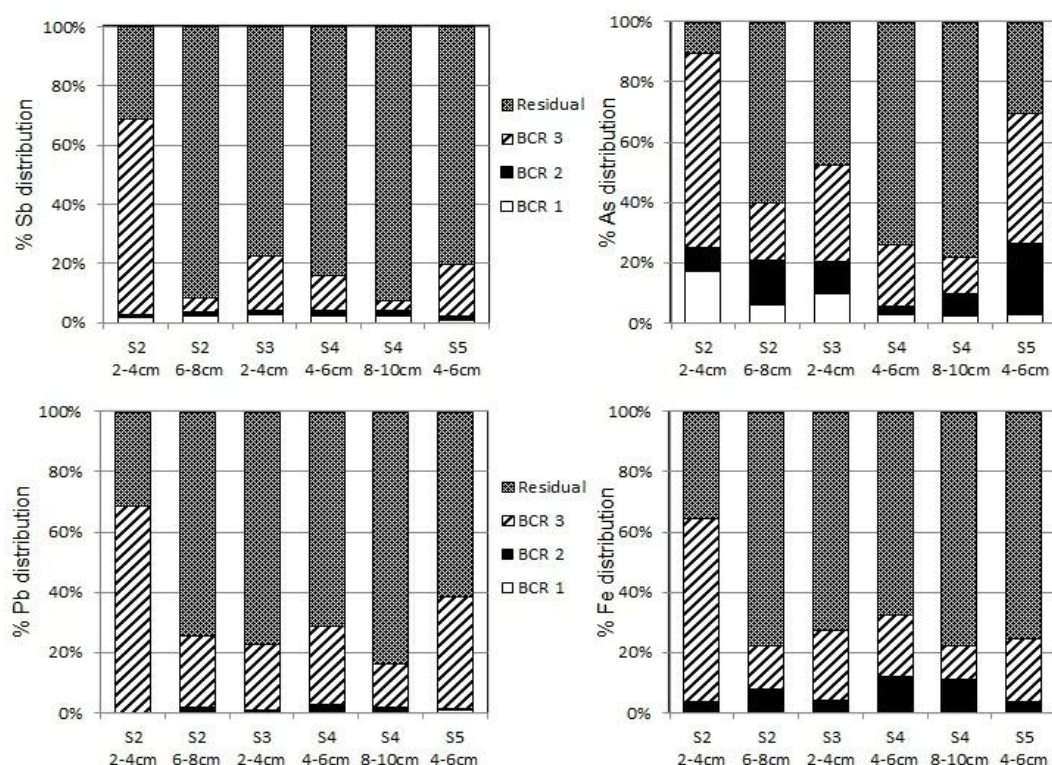 % Sb distribution
100%
80%
60%
40%
20%
0%
S2 S2 S3 S4 S4 S5
2-4cm 6-8cm 2-4cm 4-6cm 8-10cm 4-6cm
Residual
BCR 3
BCR 2
BCR 1
% As distribution
100%
80%
60%
40%
20%
0%
S2 S2 S3 S4 S4 S5
2-4cm 6-8cm 2-4cm 4-6cm 8-10cm 4-6cm
% Pb distribution
100%
80%
60%
40%
20%
0%
S2 S2 S3 S4 S4 S5
2-4cm 6-8cm 2-4cm 4-6cm 8-10cm 4-6cm
Residual
BCR 3
BCR 2
BCR 1
% Fe distribution
100%
80%
60%
40%
20%
0%
S2 S2 S3 S4 S4 S5
2-4cm 6-8cm 2-4cm 4-6cm 8-10cm 4-6cm